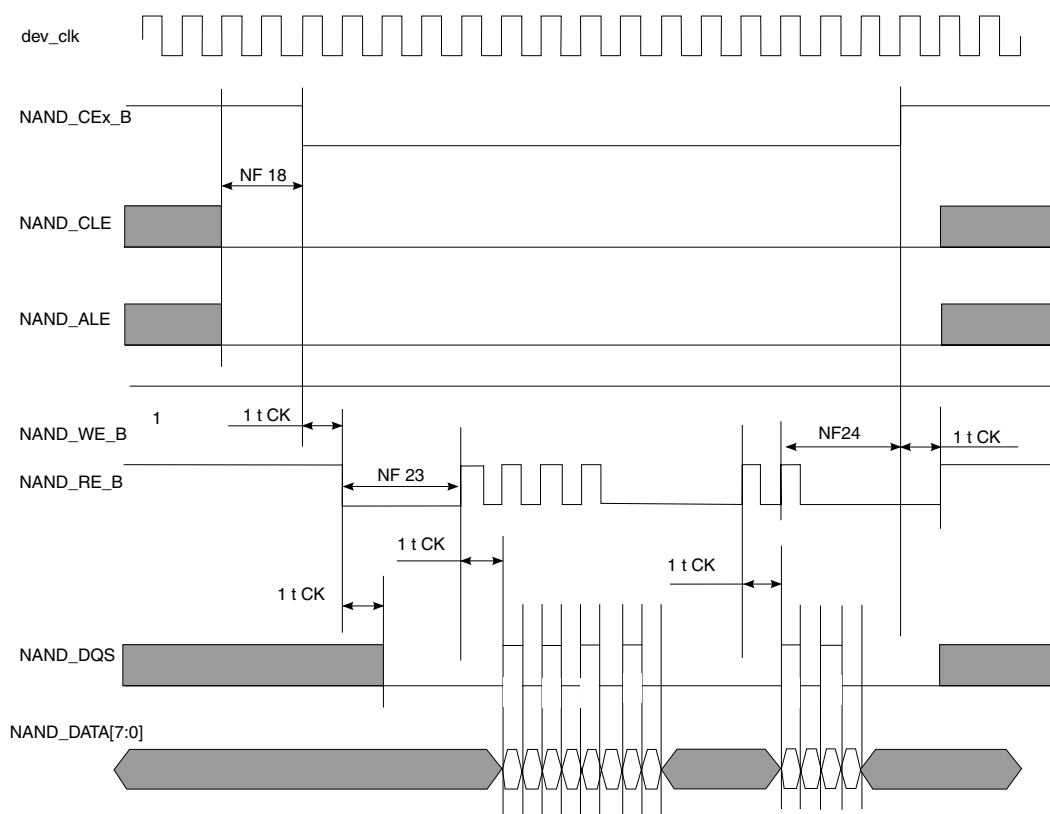 dev_clk
NAND_CEx_B
NF 18
NAND_CLE
NAND_ALE
1
1 t CK
NAND_WE_B
NF24
1 t CK
NAND_RE_B
NF 23
1 t CK
1 t CK
1 t CK
NAND_DQS
NAND_DATA[7:0]